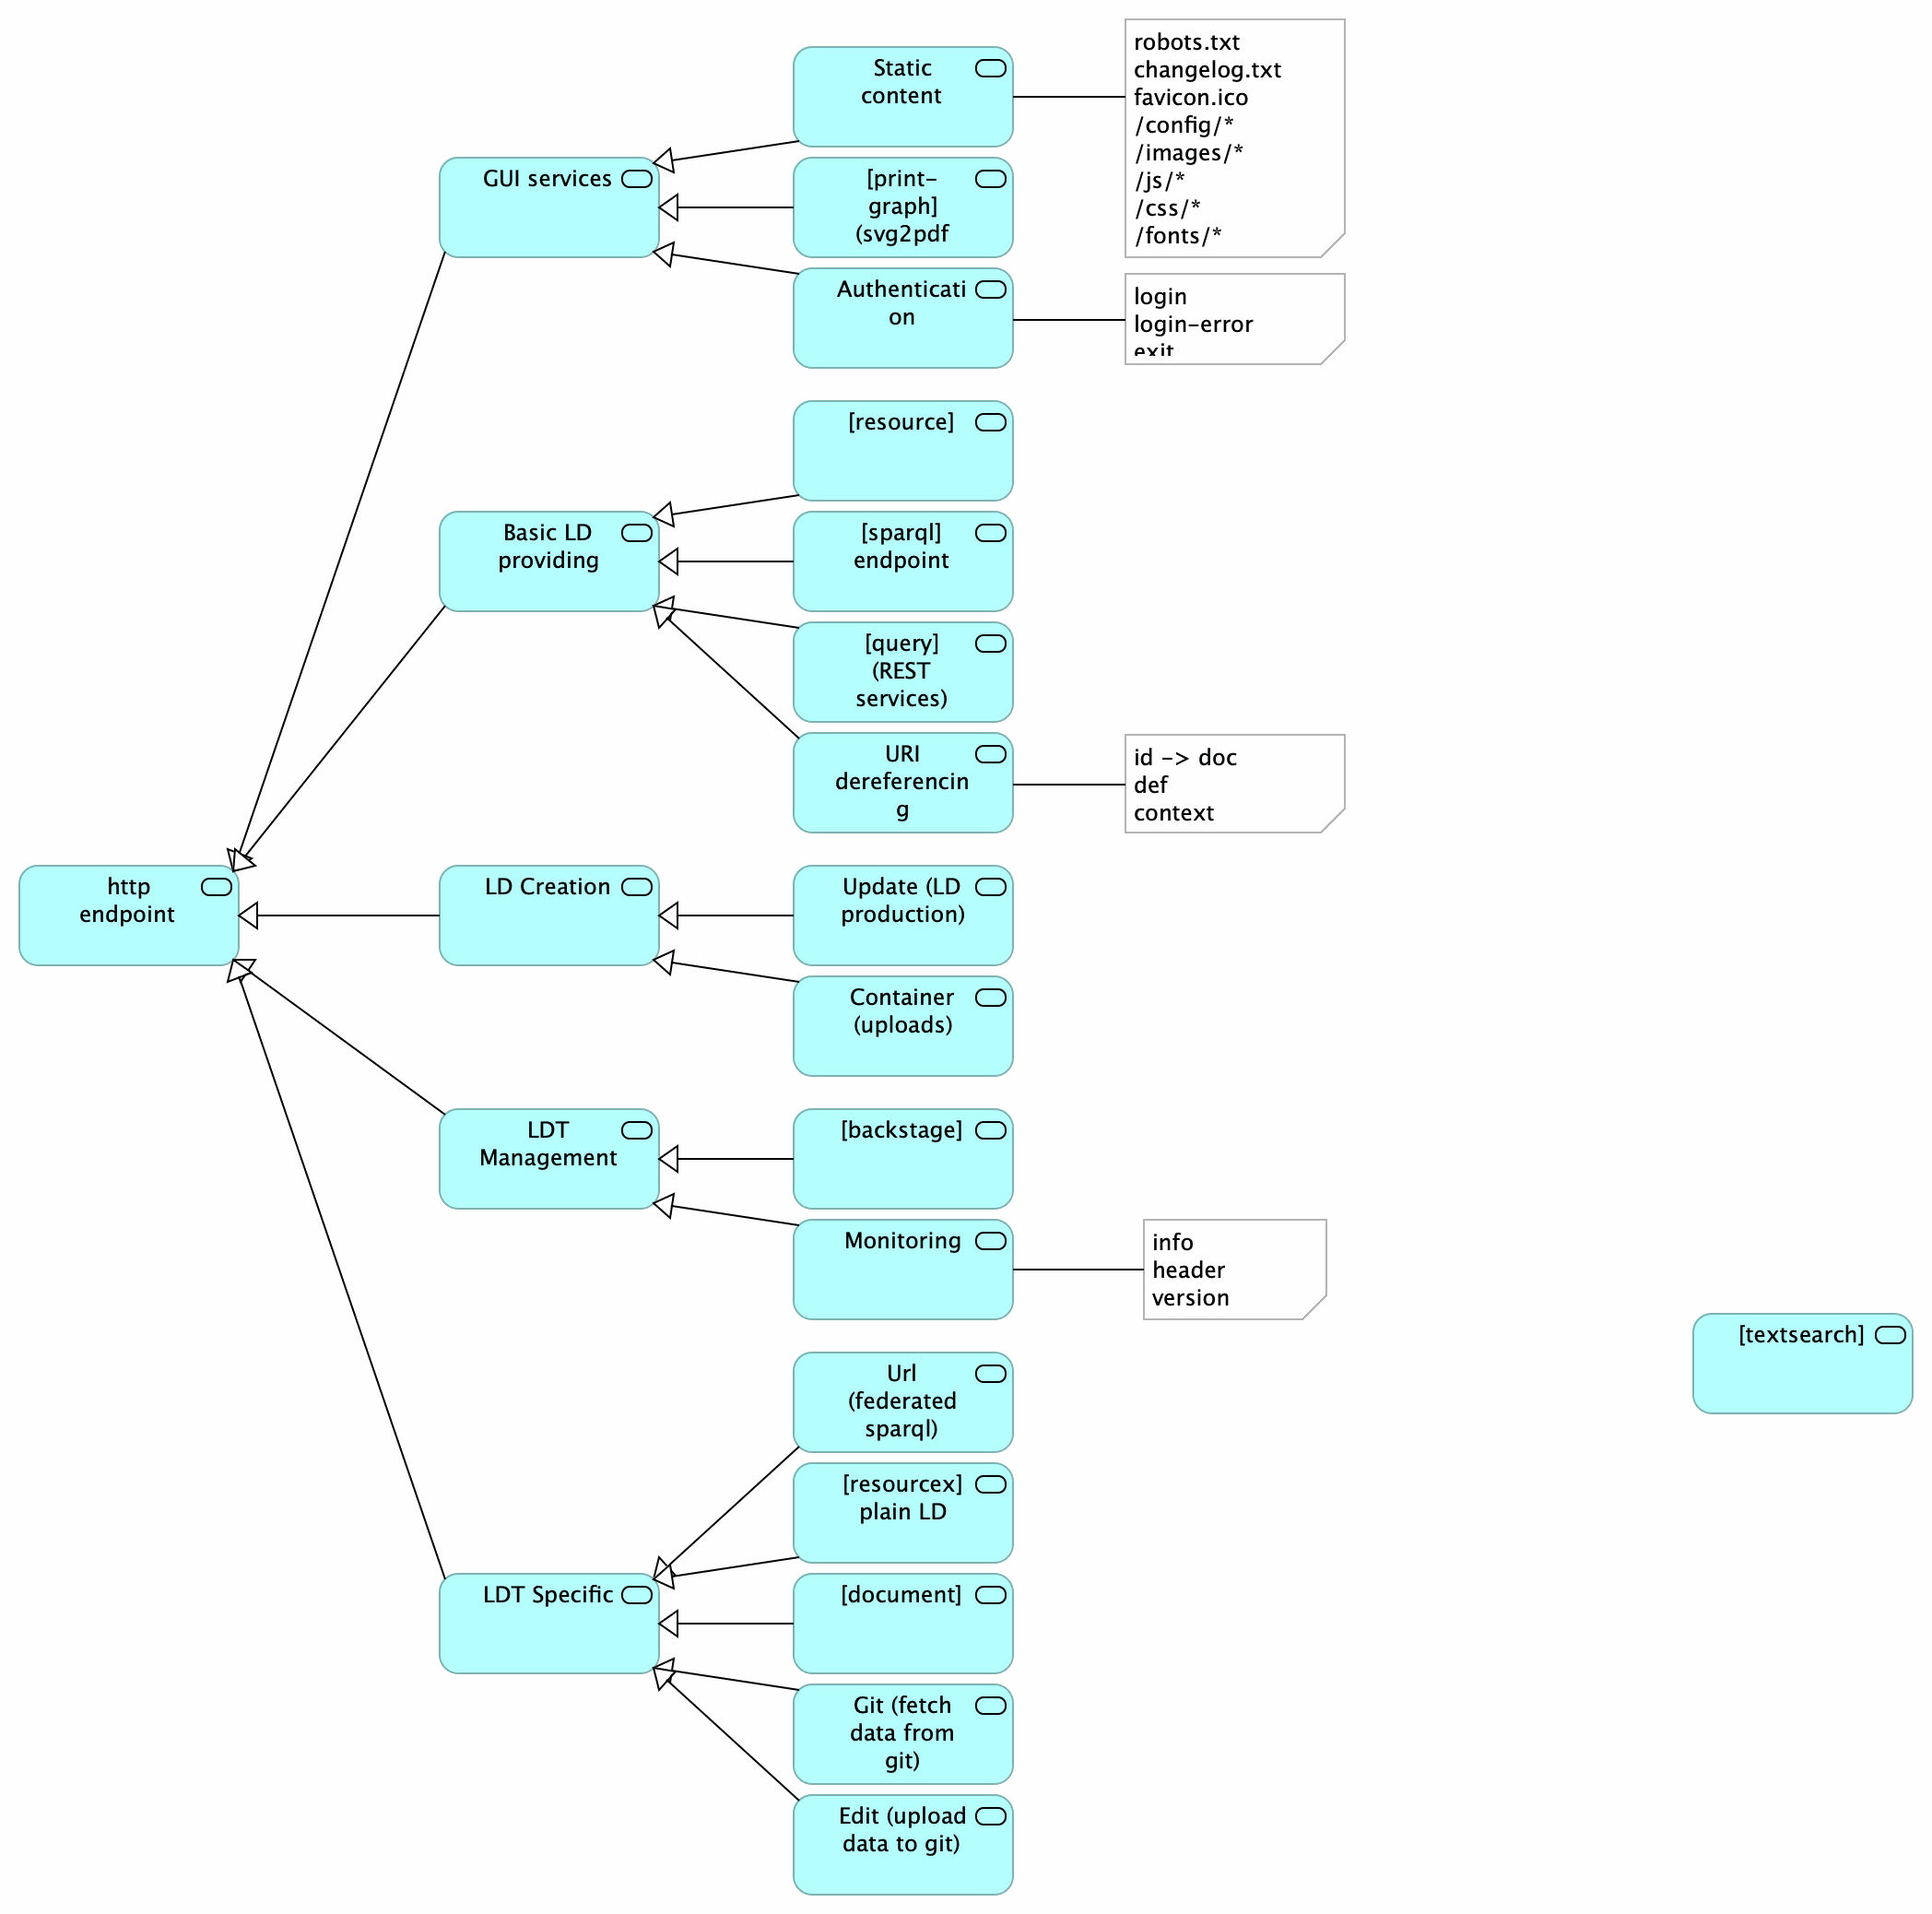 Static
content
robots.txt
changelog.txt
favicon.ico
/config/*
/images/*
/js/*
/css/*
/fonts/*
GUI services
[print-
graph]
(svg2pdf
Authenticati
on
login
login-error
exit
[resource]
Basic LD
providing
[sparql]
endpoint
[query]
(REST
services)
URI
dereferencin
g
id -> doc
def
context
http
endpoint
LD Creation
Update (LD
production)
Container
(uploads)
LDT
Management
[backstage]
Monitoring
info
header
version
[textsearch]
Url
(federated
sparql)
[resourcex]
plain LD
LDT Specific
[document]
Git (fetch
data from
git)
Edit (upload
data to git)